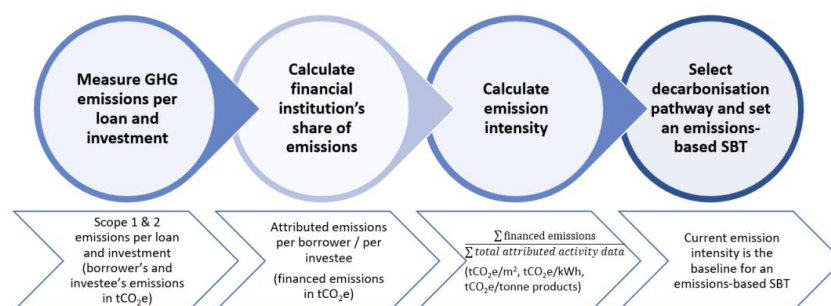 Measure GHG
emissions per
loan and
investment
Calculate
financial
institution's
share of
emissions
Calculate
emission
intensity
Select
decarbonisation
pathway and set
an emissions-
based SBT
Scope 1 & 2
emissions per loan
and investment
(borrower's and
investee's emissions
in tCO₂e)
Attributed emissions
per borrower / per
investee
(financed emissions
in tCO₂e)
∑ financed emissions
∑ total attributed activity data
(tCO₂e/m², tCO₂e/kWh,
tCO₂e/tonne products)
Current emission
intensity is the
baseline for an
emissions-based SBT